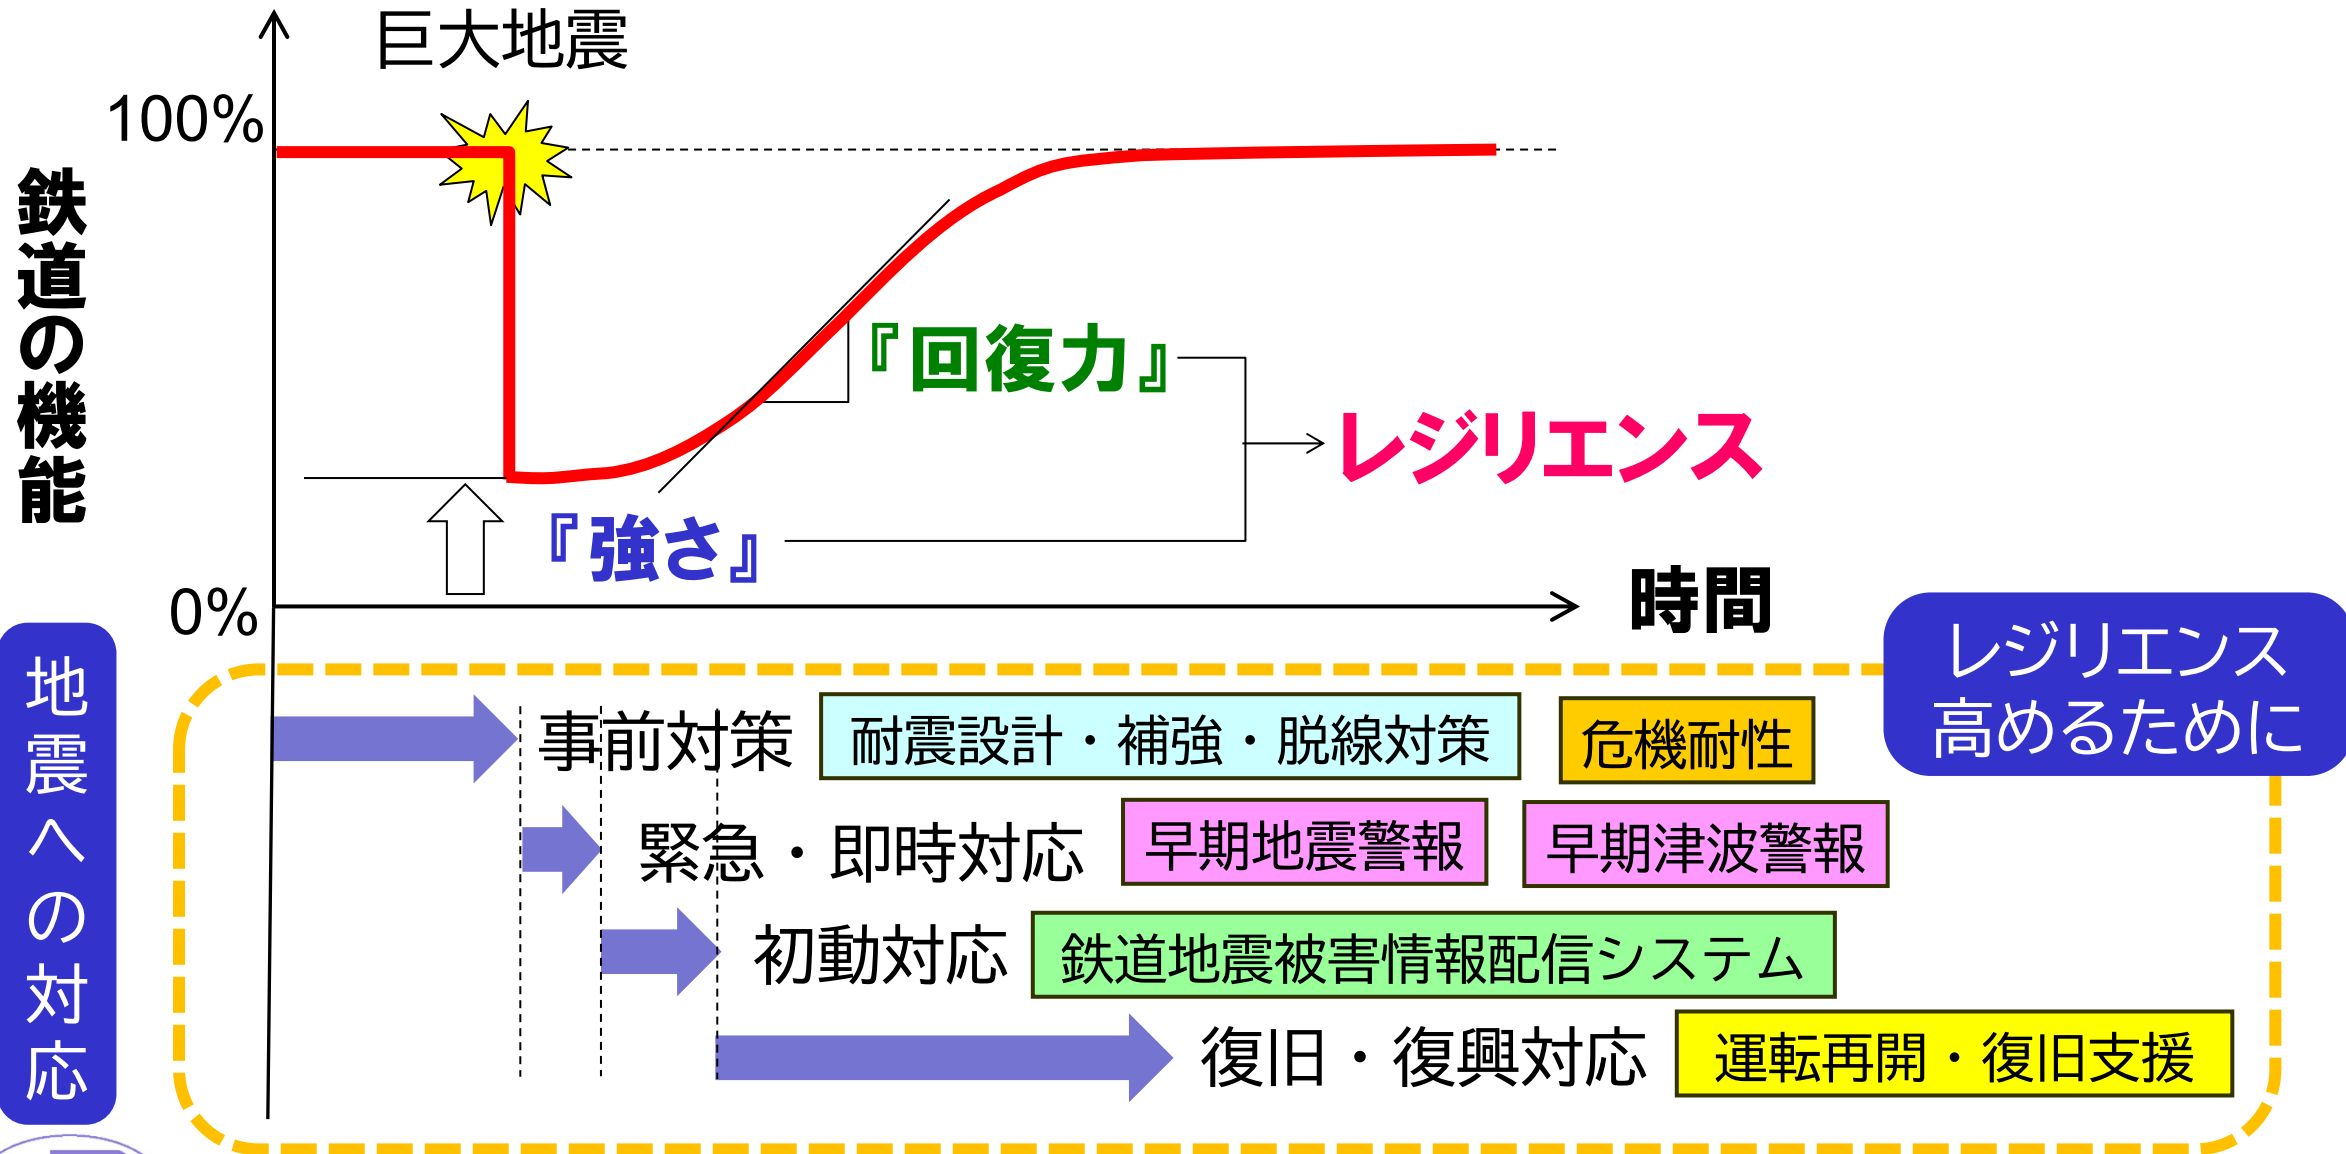 巨大地震
100%
鉄道の機能
『回復力』
レジリエンス
『強さ』
0%
時間
地震への対応
レジリエンス
高めるために
事前対策
耐震設計・補強・脱線対策
危機耐性
緊急・即時対応
早期地震警報
早期津波警報
初動対応
鉄道地震被害情報配信システム
復旧・復興対応
運転再開・復旧支援